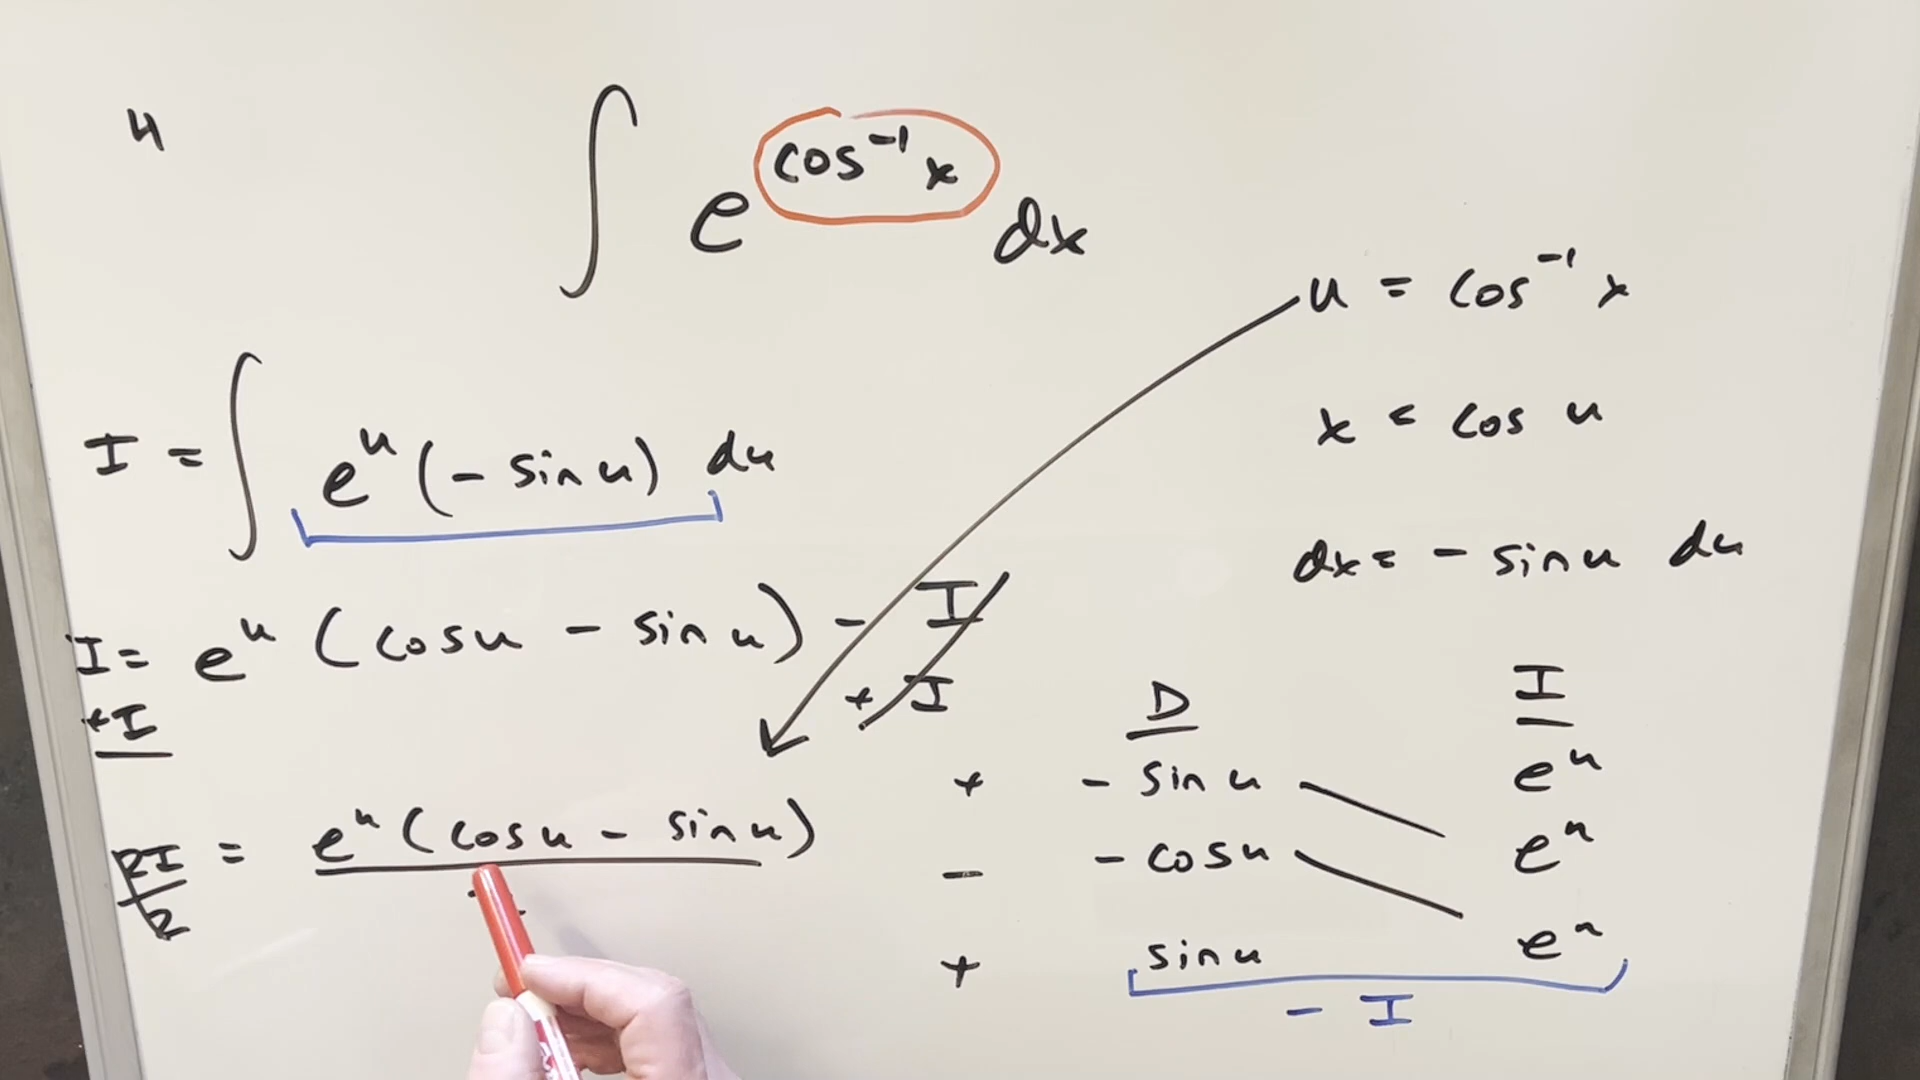 4
∫ e^(cos⁻¹ x) dx
u = cos⁻¹ x
x = cos u
dx = - sin u du
I = ∫ e^u (- sin u) du
I = e^u (cos u - sin u) - I
+I + I
2I/2 = e^u (cos u - sin u)
D I
+ - sin u e^u
- - cos u e^u
+ sin u e^u
- I